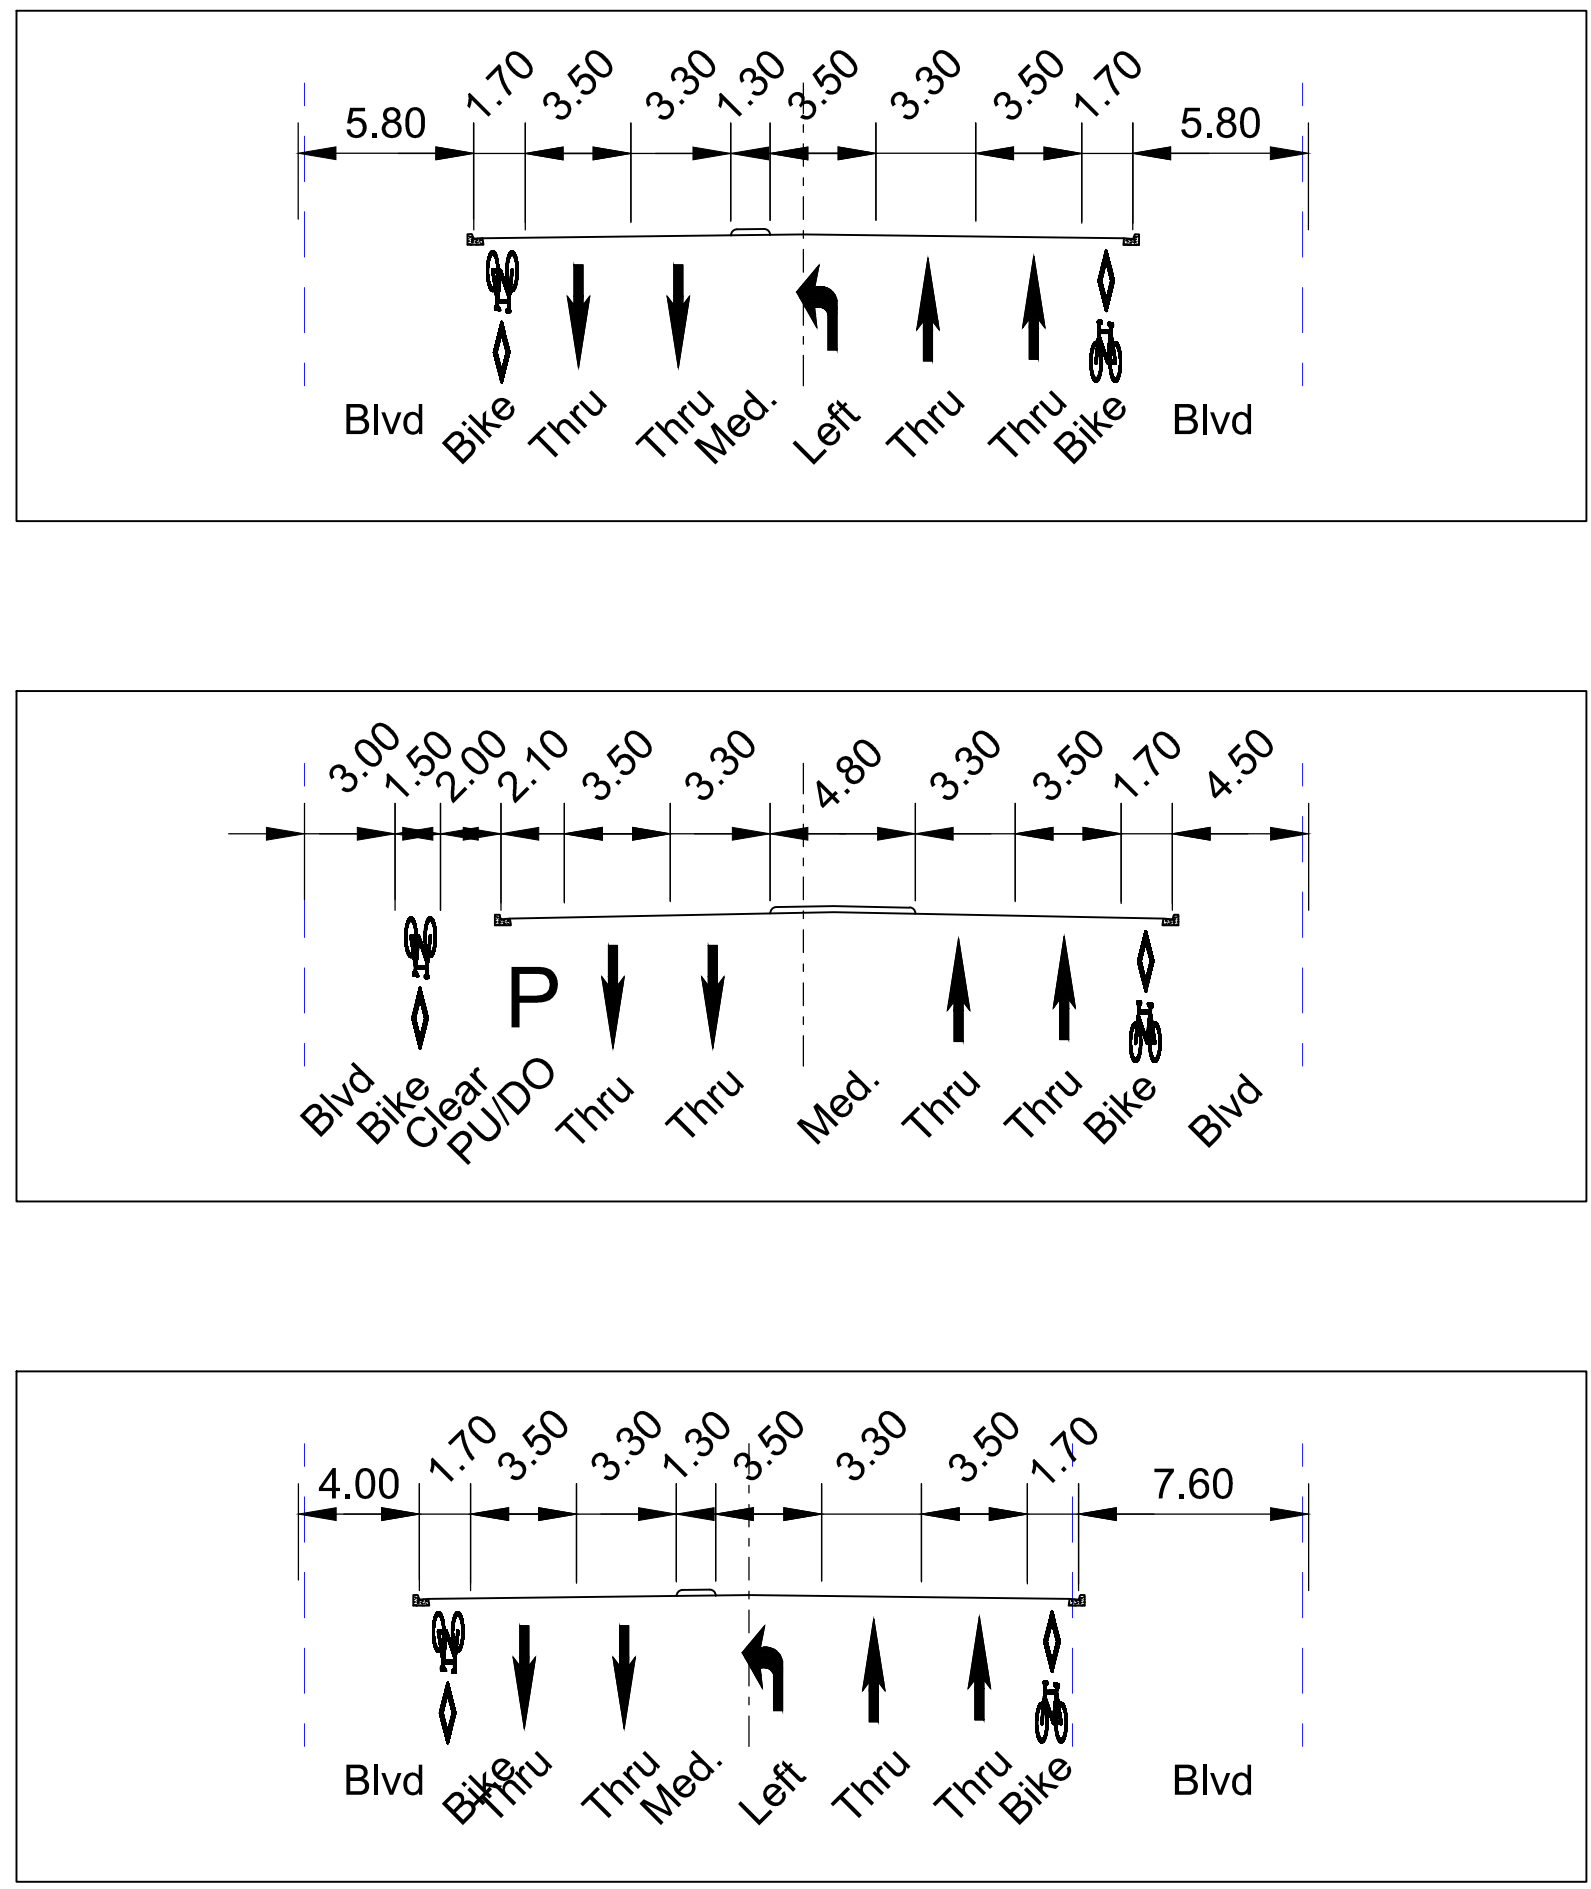 5.80 1.70 3.50 3.30 1.30 3.50 3.30 3.50 1.70 5.80
Blvd Bike Thru Thru Med. Left Thru Thru Bike Blvd
3.00 1.50 2.00 2.10 3.50 3.30 4.80 3.30 3.50 1.70 4.50
P
Blvd Bike Clear PU/DO Thru Thru Med. Thru Thru Bike Blvd
4.00 1.70 3.50 3.30 1.30 3.50 3.30 3.50 1.70 7.60
Blvd Bike Thru Thru Med. Left Thru Thru Bike Blvd